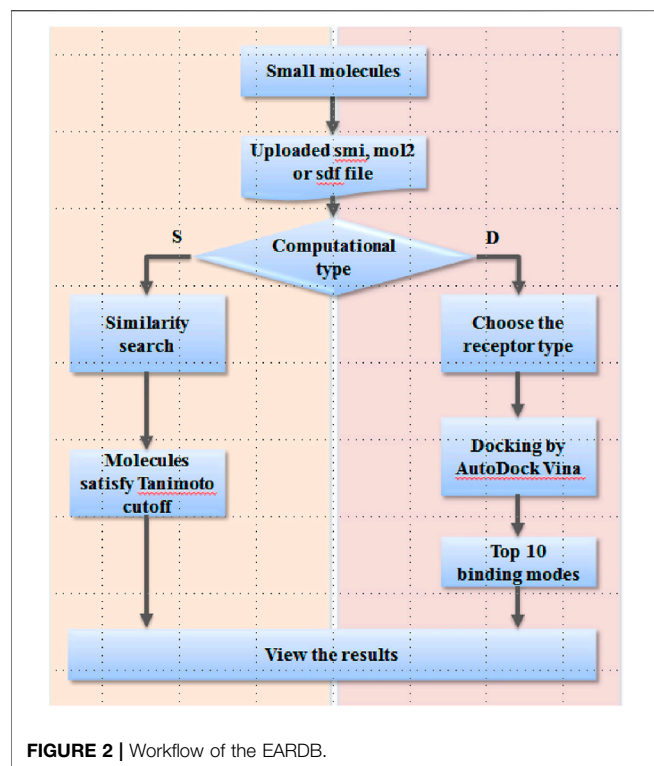 Small molecules
Uploaded smi, mol2
or sdf file
S
Computational
type
D
Similarity
search
Choose the
receptor type
Molecules
satisfy Tanimoto
cutoff
Docking by
AutoDock Vina
Top 10
binding modes
View the results
FIGURE 2 | Workflow of the EARDB.